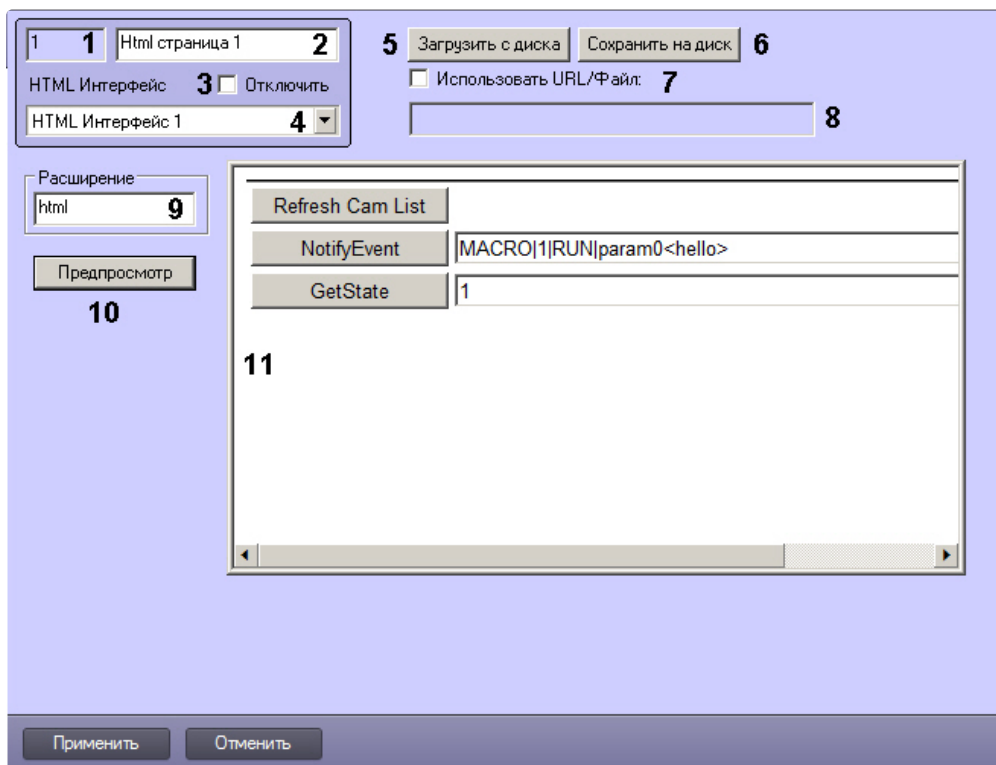 1 1 Html страница 1 2
HTML Интерфейс 3 Отключить
HTML Интерфейс 1 4
5 Загрузить с диска Сохранить на диск 6
Использовать URL/Файл: 7
8
Расширение
html 9
Предпросмотр
10
Refresh Cam List
NotifyEvent MACRO|1|RUN|param0<hello>
GetState 1
11
Применить Отменить